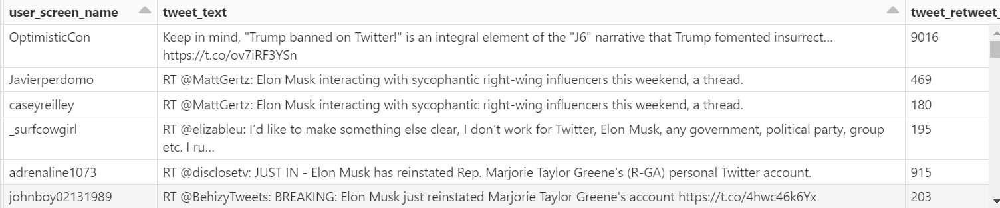 user_screen_name tweet_text tweet_retweet_
OptimisticCon Keep in mind, "Trump banned on Twitter!" is an integral element of the "J6" narrative that Trump fomented insurrect… 9016
https://t.co/ov7iRF3YSn
Javierperdomo RT @MattGertz: Elon Musk interacting with sycophantic right-wing influencers this weekend, a thread. 469
caseyreilley RT @MattGertz: Elon Musk interacting with sycophantic right-wing influencers this weekend, a thread. 180
_surfcowgirl RT @elizableu: I’d like to make something else clear, I don’t work for Twitter, Elon Musk, any government, political party, group 195
etc. I ru…
adrenaline1073 RT @disclosetv: JUST IN - Elon Musk has reinstated Rep. Marjorie Taylor Greene's (R-GA) personal Twitter account. 915
johnboy02131989 RT @BehizyTweets: BREAKING: Elon Musk just reinstated Marjorie Taylor Greene's account https://t.co/4hwc46k6Yx 203